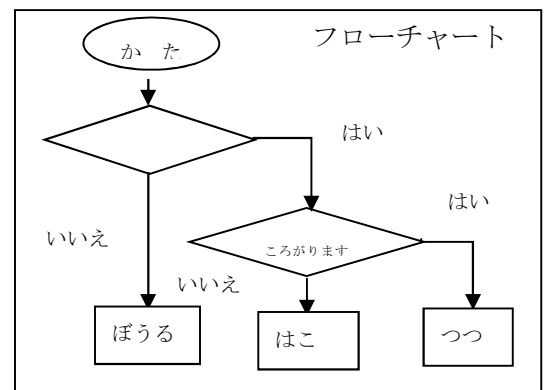 フローチャート
か た
はい
はい
ころがります
いいえ
いいえ
ぼうる
はこ
つつ